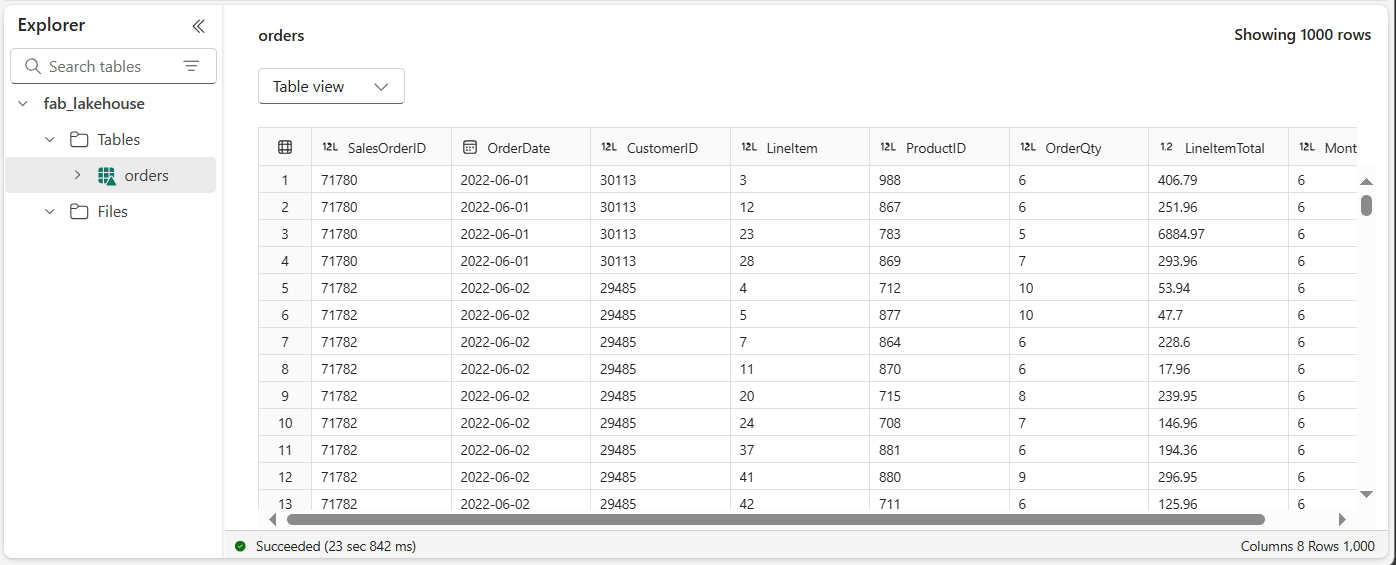 Explorer
Search tables
fab_lakehouse
Tables
orders
Files
orders
Showing 1000 rows
Table view
12L SalesOrderID OrderDate 12L CustomerID 12L LineItem 12L ProductID 12L OrderQty 1.2 LineItemTotal 12L Mont
1 71780 2022-06-01 30113 3 988 6 406.79 6
2 71780 2022-06-01 30113 12 867 6 251.96 6
3 71780 2022-06-01 30113 23 783 5 6884.97 6
4 71780 2022-06-01 30113 28 869 7 293.96 6
5 71782 2022-06-02 29485 4 712 10 53.94 6
6 71782 2022-06-02 29485 5 877 10 47.7 6
7 71782 2022-06-02 29485 7 864 6 228.6 6
8 71782 2022-06-02 29485 11 870 6 17.96 6
9 71782 2022-06-02 29485 20 715 8 239.95 6
10 71782 2022-06-02 29485 24 708 7 146.96 6
11 71782 2022-06-02 29485 37 881 6 194.36 6
12 71782 2022-06-02 29485 41 880 9 296.95 6
13 71782 2022-06-02 29485 42 711 6 125.96 6
Succeeded (23 sec 842 ms)
Columns 8 Rows 1,000